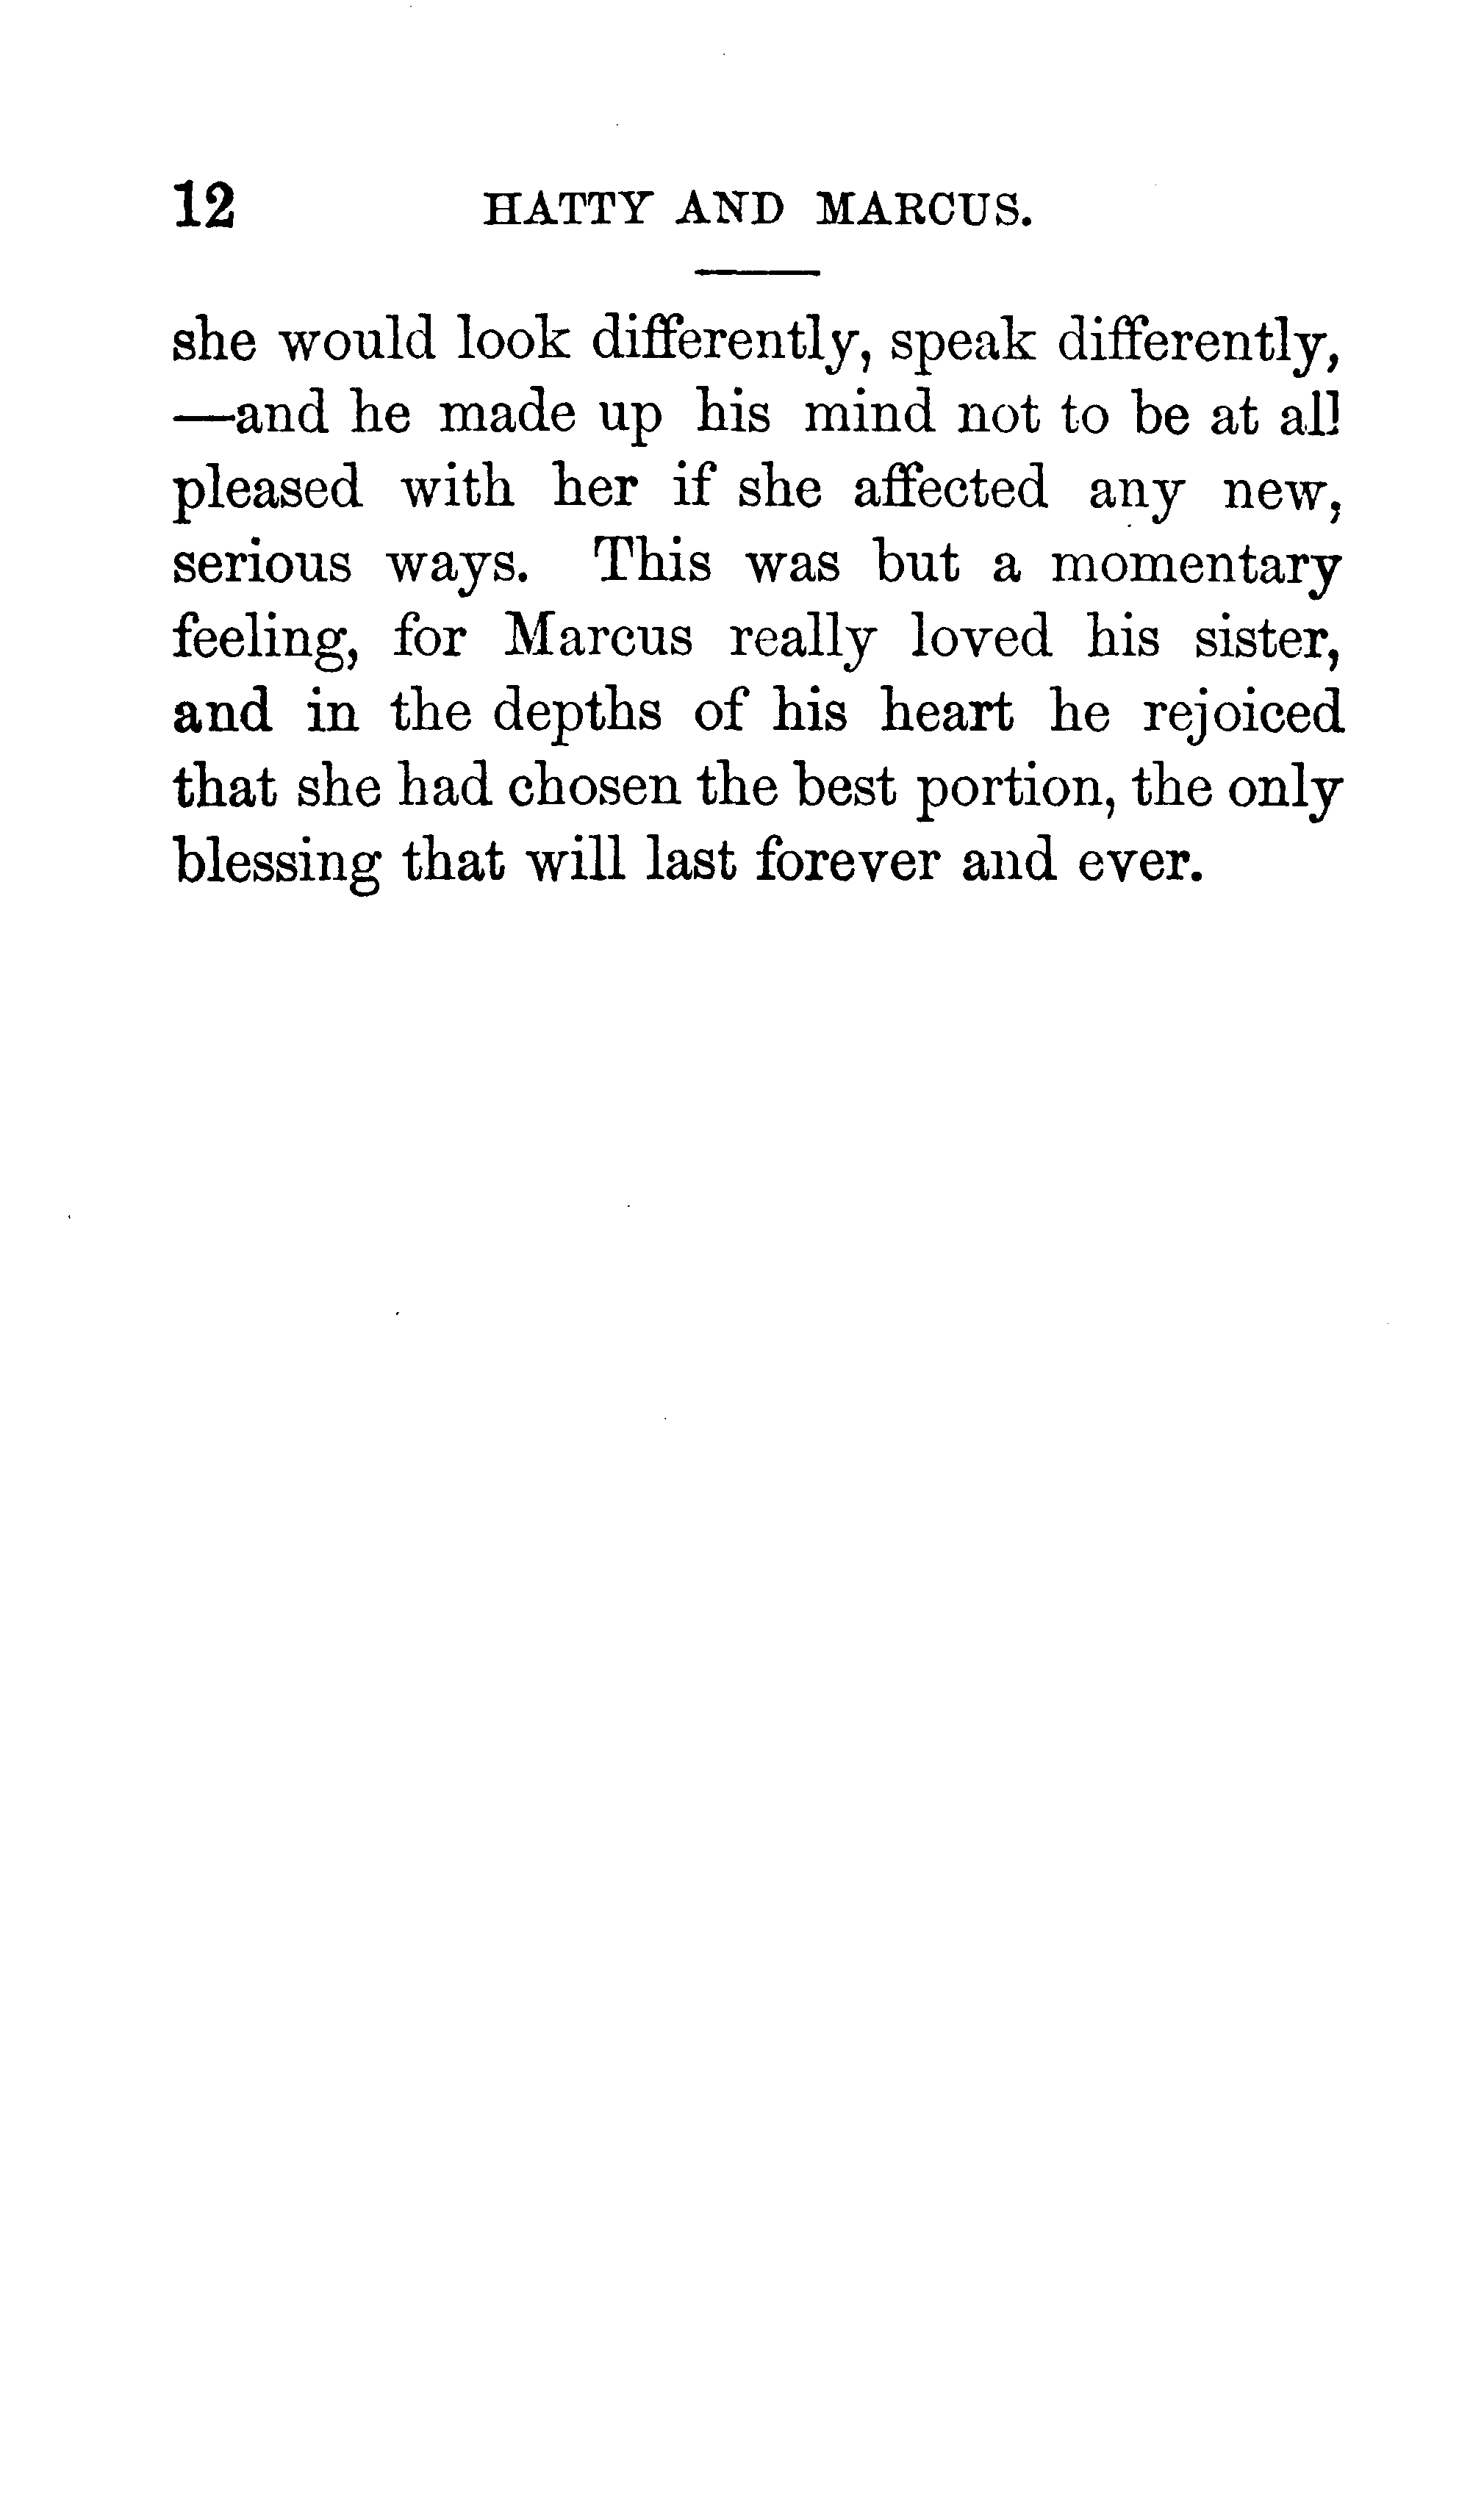 12 HATTY AND MARCUS.
she would look differently, speak differently,
—and he made up his mind not to be at all
pleased with her if she affected any new,
serious ways. This was but a momentary
feeling, for Marcus really loved his sister,
and in the depths of his heart he rejoiced
that she had chosen the best portion, the only
blessing that will last forever and ever.